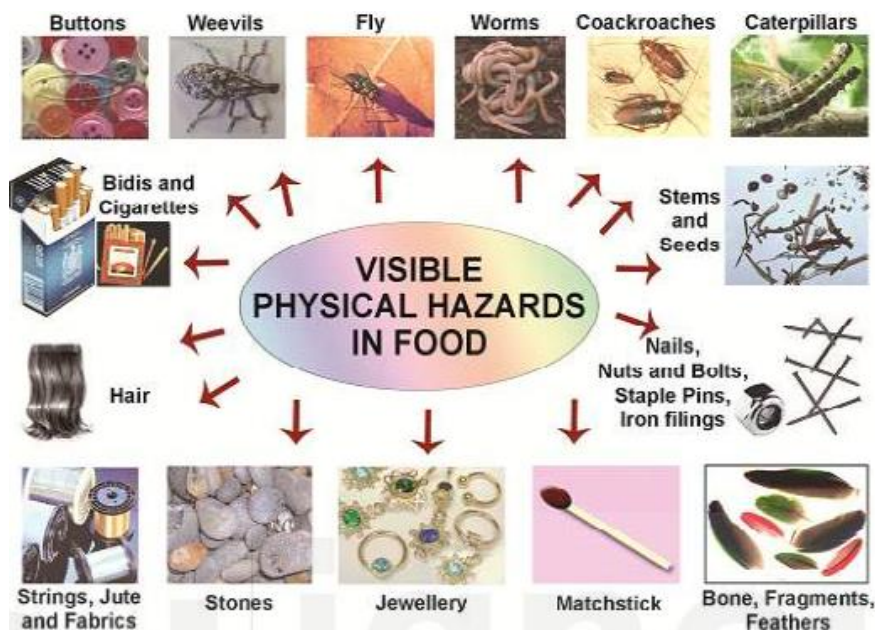 Buttons
Weevils
Fly
Worms
Coackroaches
Caterpillars
Bidis and
Cigarettes
Stems
and
Seeds
VISIBLE
PHYSICAL HAZARDS
IN FOOD
Hair
Nails,
Nuts and Bolts,
Staple Pins,
Iron filings
Strings, Jute
and Fabrics
Stones
Jewellery
Matchstick
Bone, Fragments,
Feathers